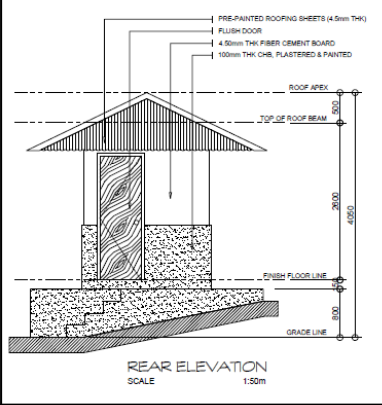 PRE-PAINTED ROOFING SHEETS (4.5mm THK)
FLUSH DOOR
4.50mm THK FIBER CEMENT BOARD
100mm THK CHB, PLASTERED & PAINTED
ROOF APEX
500
TOP OF ROOF BEAM
2600
4050
FINISH FLOOR LINE
150
800
GRADE LINE
REAR ELEVATION
SCALE 1:50m